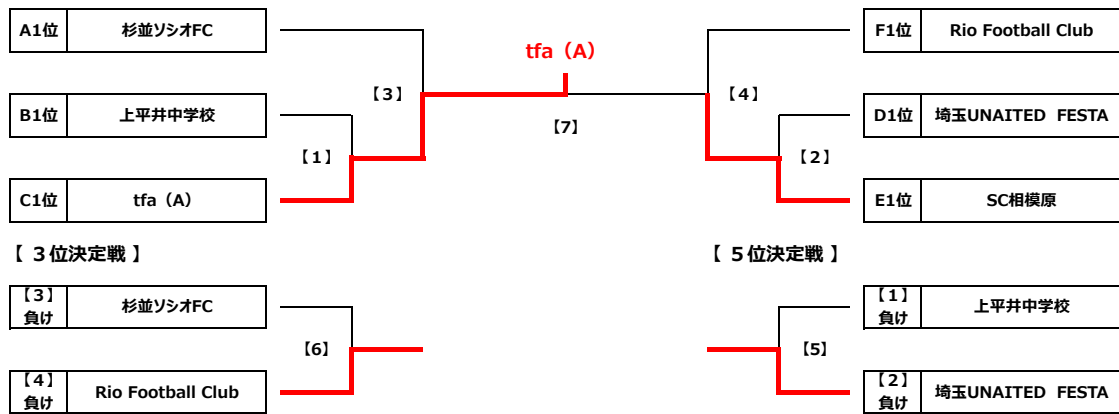 A1位 杉並ソシオFC
F1位 Rio Football Club
tfa（A）
【3】
【4】
B1位 上平井中学校
D1位 埼玉UNAITED FESTA
【7】
【1】
【2】
C1位 tfa（A）
E1位 SC相模原
【 3位決定戦 】
【 5位決定戦 】
【3】負け 杉並ソシオFC
【1】負け 上平井中学校
【6】
【5】
【4】負け Rio Football Club
【2】負け 埼玉UNAITED FESTA